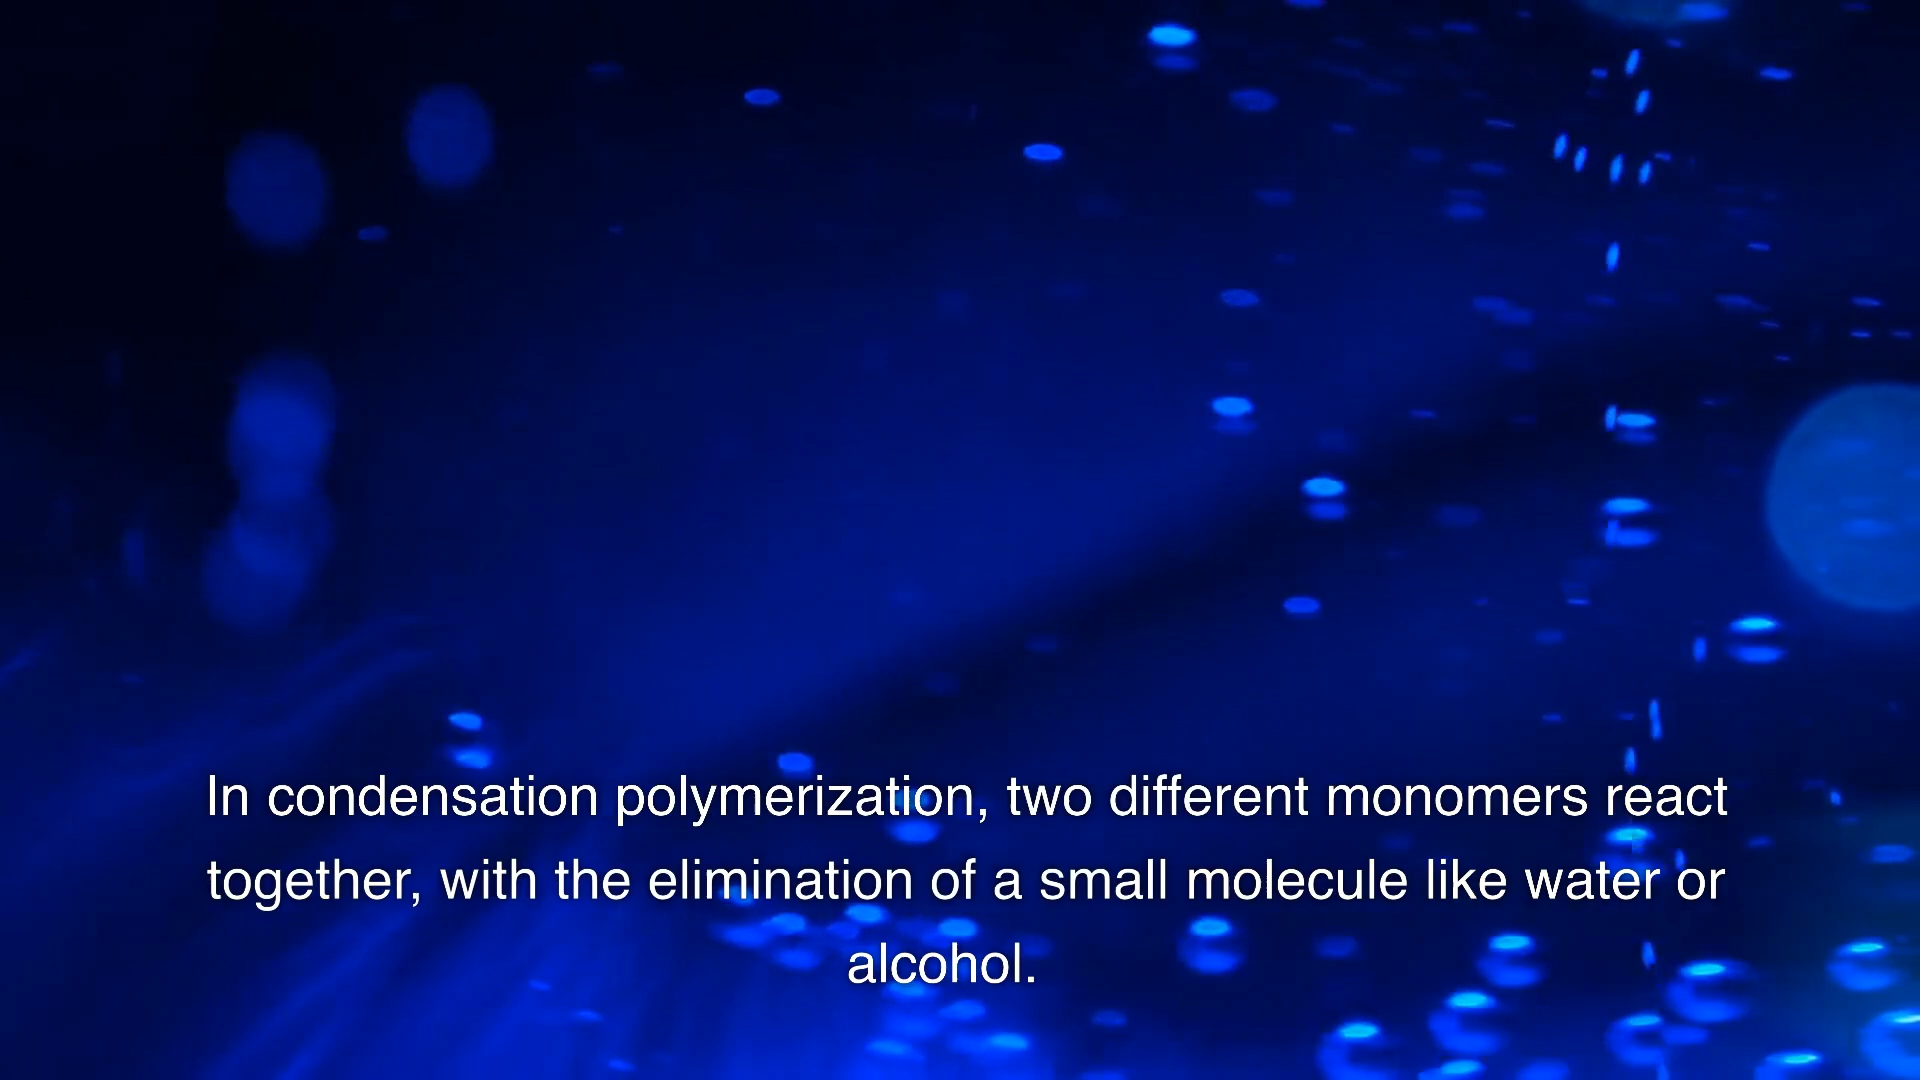 In condensation polymerization, two different monomers react
together, with the elimination of a small molecule like water or
alcohol.